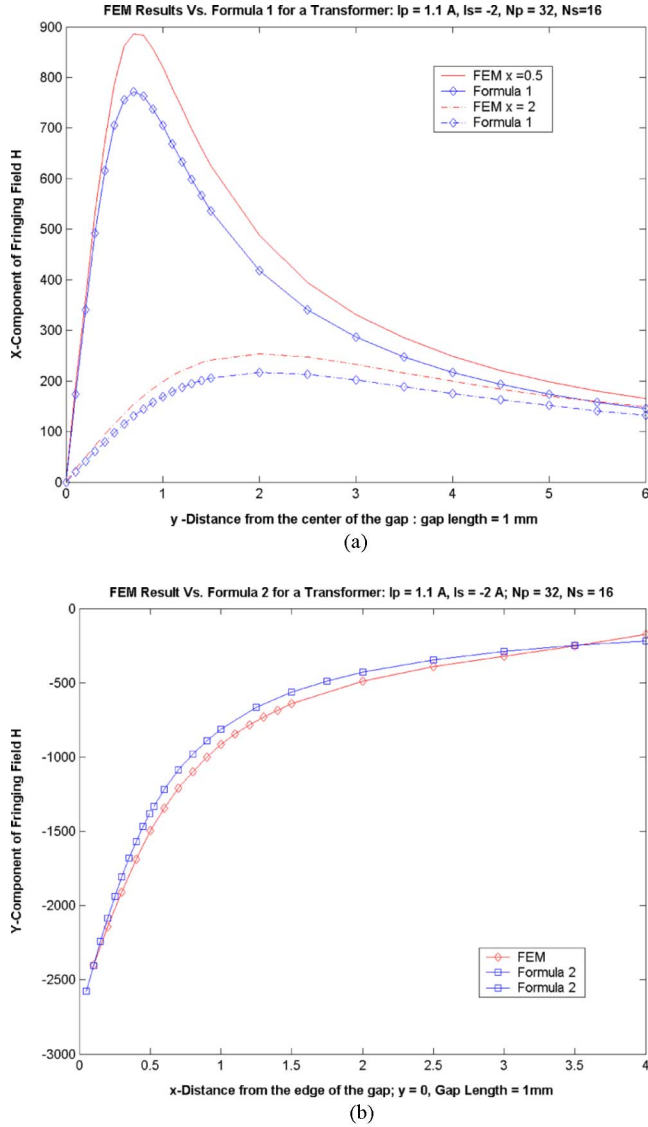 FEM Results Vs. Formula 1 for a Transformer: Ip = 1.1 A, Is= -2, Np = 32, Ns=16
900
800
700
600
500
400
300
200
100
0
X-Component of Fringing Field H
FEM x =0.5
Formula 1
FEM x = 2
Formula 1
0 1 2 3 4 5 6
y -Distance from the center of the gap : gap length = 1 mm
(a)
FEM Result Vs. Formula 2 for a Transformer: Ip = 1.1 A, Is = -2 A; Np = 32, Ns = 16
0
-500
-1000
-1500
-2000
-2500
-3000
Y-Component of Fringing Field H
FEM
Formula 2
Formula 2
0 0.5 1 1.5 2 2.5 3 3.5 4
x-Distance from the edge of the gap; y = 0, Gap Length = 1mm
(b)